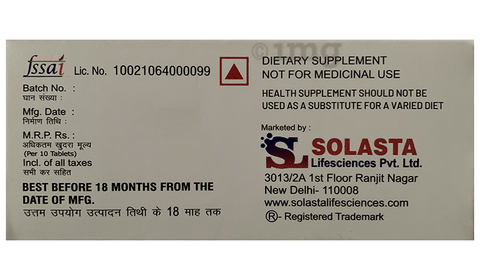 fssai
Lic. No. 10021064000099
Batch No. :
घान संख्या :
Mfg. Date :
निर्माण तिथि :
M.R.P. Rs. :
अधिकतम खुदरा मूल्य
(Per 10 Tablets)
Incl. of all taxes
सभी कर सहित
BEST BEFORE 18 MONTHS FROM THE
DATE OF MFG.
उत्तम उपयोग उत्पादन तिथी के 18 माह तक
1mg
DIETARY SUPPLEMENT
NOT FOR MEDICINAL USE
HEALTH SUPPLEMENT SHOULD NOT BE
USED AS A SUBSTITUTE FOR A VARIED DIET
Marketed by :
SL SOLASTA
Lifesciences Pvt. Ltd.
3013/2A 1st Floor Ranjit Nagar
New Delhi- 110008
www.solastalifesciences.com
®- Registered Trademark